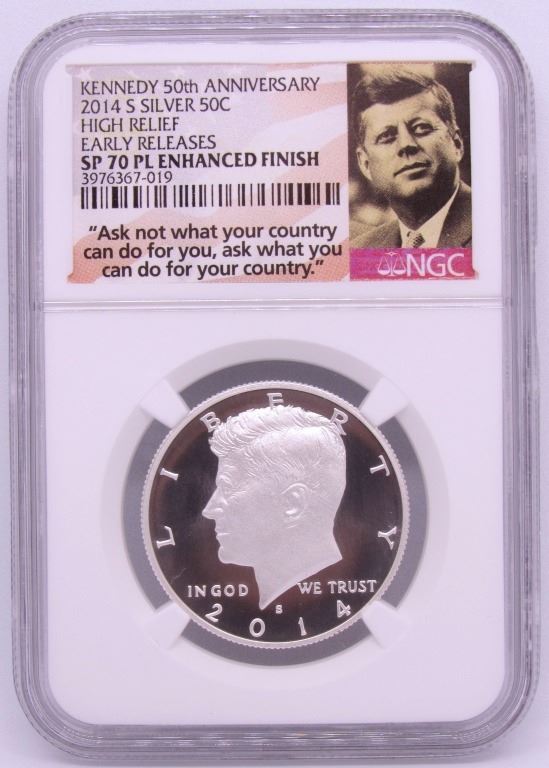 KENNEDY 50th ANNIVERSARY
2014 S SILVER 50C
HIGH RELIEF
EARLY RELEASES
SP 70 PL ENHANCED FINISH
3976367-019
"Ask not what your country
can do for you, ask what you
can do for your country."
NGC
LIBERTY
IN GOD WE TRUST
S
2014